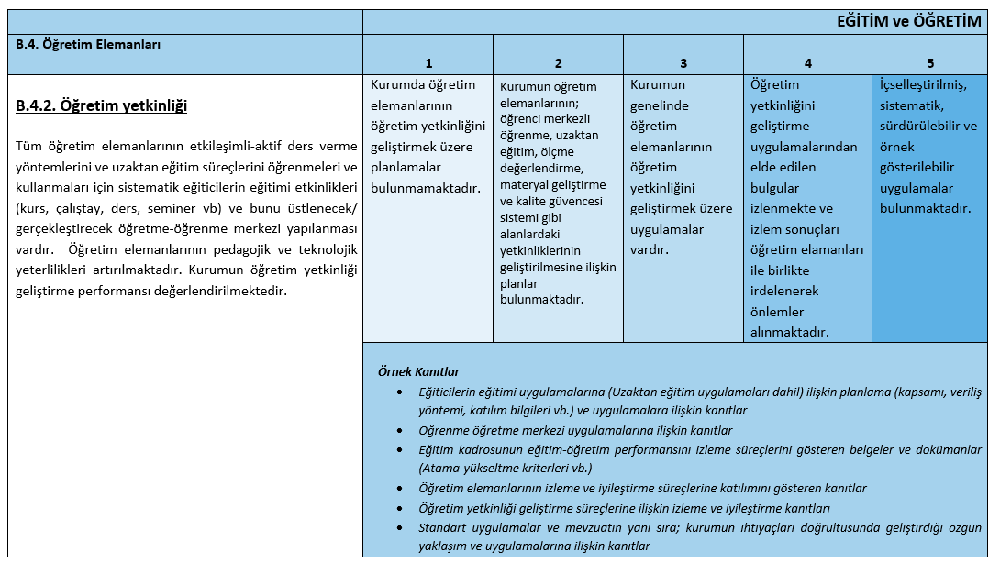 EĞİTİM ve ÖĞRETİM
B.4. Öğretim Elemanları
1
2
3
4
5
B.4.2. Öğretim yetkinliği
Tüm öğretim elemanlarının etkileşimli-aktif ders verme
yöntemlerini ve uzaktan eğitim süreçlerini öğrenmeleri ve
kullanmaları için sistematik eğiticilerin eğitimi etkinlikleri
(kurs, çalıştay, ders, seminer vb) ve bunu üstlenecek/
gerçekleştirecek öğretme-öğrenme merkezi yapılanması
vardır. Öğretim elemanlarının pedagojik ve teknolojik
yeterlilikleri artırılmaktadır. Kurumun öğretim yetkinliği
geliştirme performansı değerlendirilmektedir.
Kurumda öğretim
elemanlarının
öğretim yetkinliğini
geliştirmek üzere
planlamalar
bulunmamaktadır.
Kurumun öğretim
elemanlarının;
öğrenci merkezli
öğrenme, uzaktan
eğitim, ölçme
değerlendirme,
materyal geliştirme
ve kalite güvencesi
sistemi gibi
alanlardaki
yetkinliklerinin
geliştirilmesine ilişkin
planlar
bulunmaktadır.
Kurumun
genelinde
öğretim
elemanlarının
öğretim
yetkinliğini
geliştirmek üzere
uygulamalar
vardır.
Öğretim
yetkinliğini
geliştirme
uygulamalarından
elde edilen
bulgular
izlenmekte ve
izlem sonuçları
öğretim elamanları
ile birlikte
irdelenerek
önlemler
alınmaktadır.
İçselleştirilmiş,
sistematik,
sürdürülebilir ve
örnek
gösterilebilir
uygulamalar
bulunmaktadır.
Örnek Kanıtlar
• Eğiticilerin eğitimi uygulamalarına (Uzaktan eğitim uygulamaları dahil) ilişkin planlama (kapsamı, veriliş
yöntemi, katılım bilgileri vb.) ve uygulamalara ilişkin kanıtlar
• Öğrenme öğretme merkezi uygulamalarına ilişkin kanıtlar
• Eğitim kadrosunun eğitim-öğretim performansını izleme süreçlerini gösteren belgeler ve dokümanlar
(Atama-yükseltme kriterleri vb.)
• Öğretim elemanlarının izleme ve iyileştirme süreçlerine katılımını gösteren kanıtlar
• Öğretim yetkinliği geliştirme süreçlerine ilişkin izleme ve iyileştirme kanıtları
• Standart uygulamalar ve mevzuatın yanı sıra; kurumun ihtiyaçları doğrultusunda geliştirdiği özgün
yaklaşım ve uygulamalarına ilişkin kanıtlar